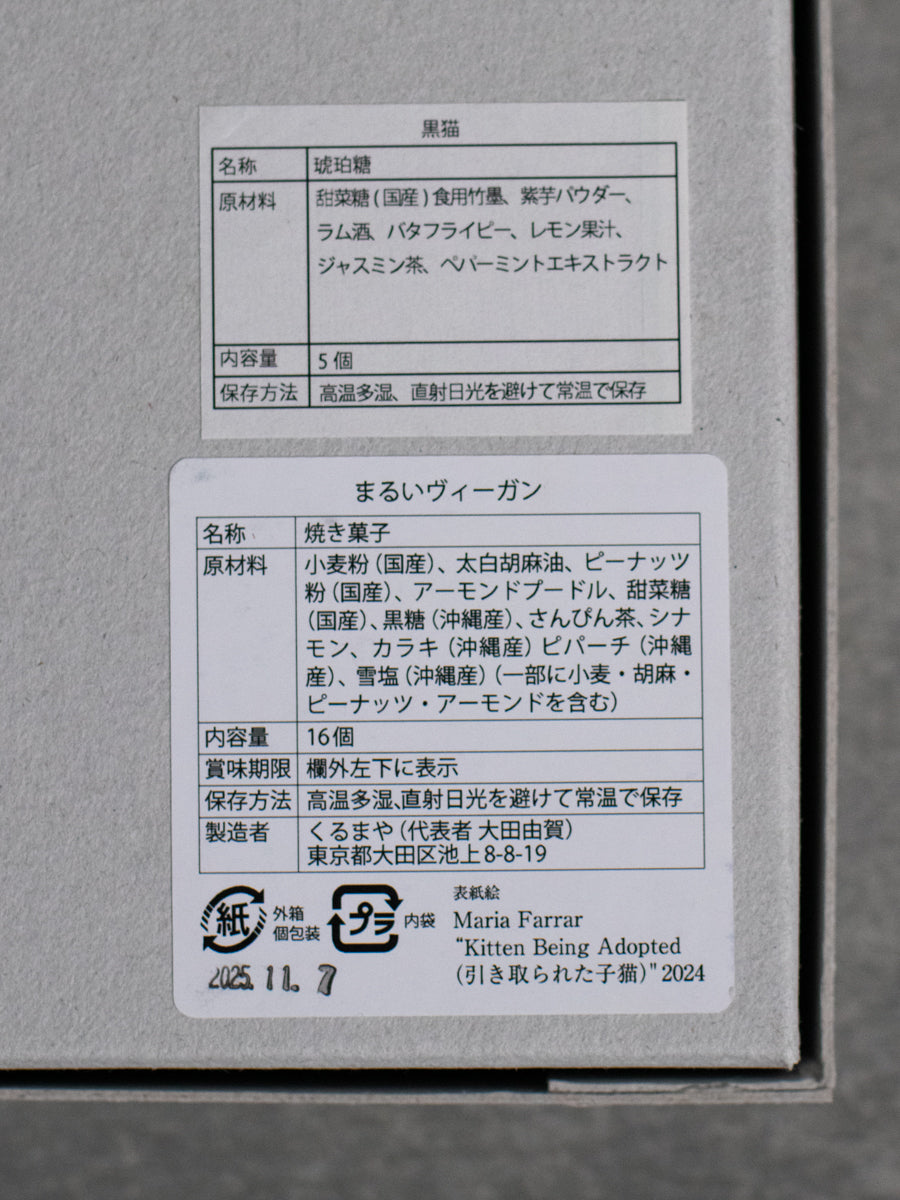 黒猫
名称 琥珀糖
原材料 甜菜糖(国産)食用竹墨、紫芋パウダー、
ラム酒、バタフライピー、レモン果汁、
ジャスミン茶、ペパーミントエキストラクト
内容量 5個
保存方法 高温多湿、直射日光を避けて常温で保存
まるいヴィーガン
名称 焼き菓子
原材料 小麦粉(国産)、太白胡麻油、ピーナッツ
粉(国産)、アーモンドプードル、甜菜糖
(国産)、黒糖(沖縄産)、さんぴん茶、シナ
モン、カラキ(沖縄産)ピパーチ(沖縄
産)、雪塩(沖縄産)(一部に小麦・胡麻・
ピーナッツ・アーモンドを含む)
内容量 16個
賞味期限 欄外左下に表示
保存方法 高温多湿、直射日光を避けて常温で保存
製造者 くるまや(代表者 大田由賀)
東京都大田区池上8-8-19
紙 外箱
個包装
プラ 内袋
2025.11.7
表紙絵
Maria Farrar
“Kitten Being Adopted
(引き取られた子猫)"2024